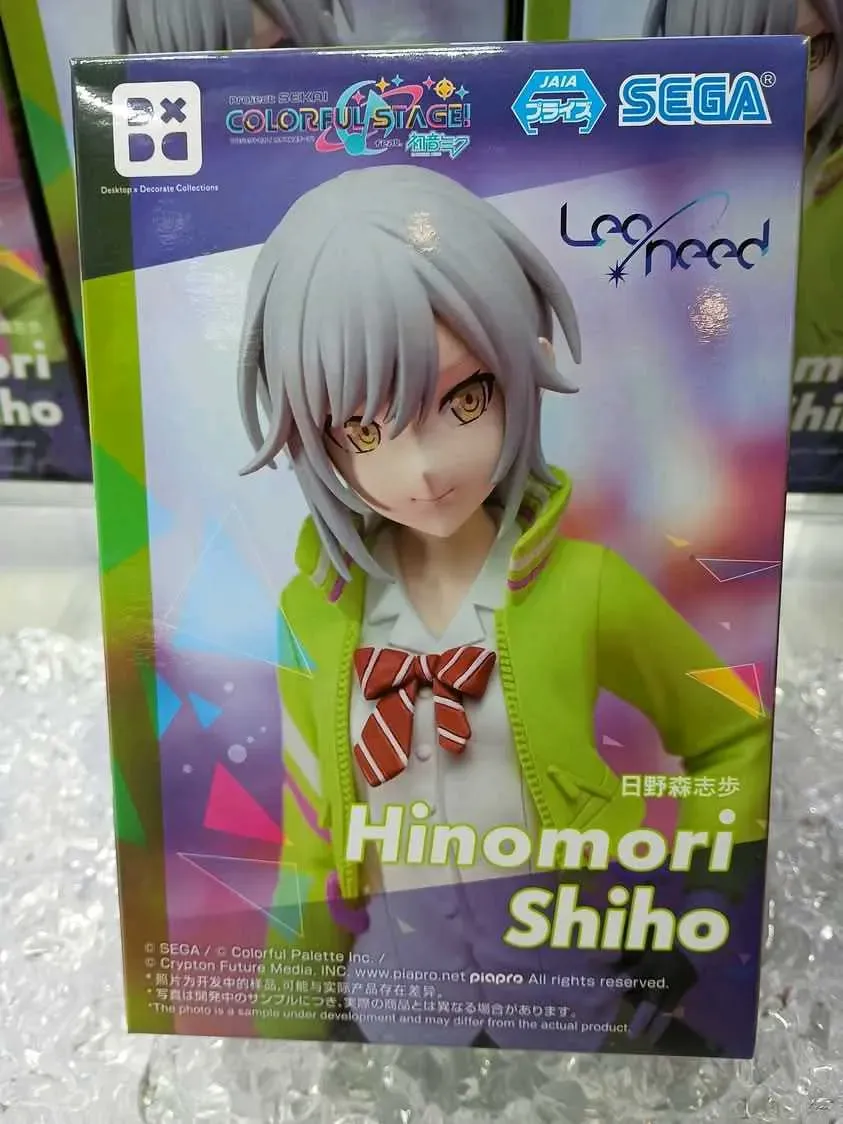 DXDC
Desktop x Decorate Collections
Project SEKAI
COLORFUL STAGE!
feat. 初音ミク
JAIA
プライズ
SEGA®
Leo/need
日野森志歩
Hinomori
Shiho
© SEGA / © Colorful Palette Inc. /
© Crypton Future Media, INC. www.piapro.net piapro All rights reserved.
* 照片为开发中的样品,可能与实际产品存在差异。
*写真は開発中のサンプルにつき、実際の商品とは異なる場合があります。
*The photo is a sample under development and may differ from the actual product.
ori
Shiho